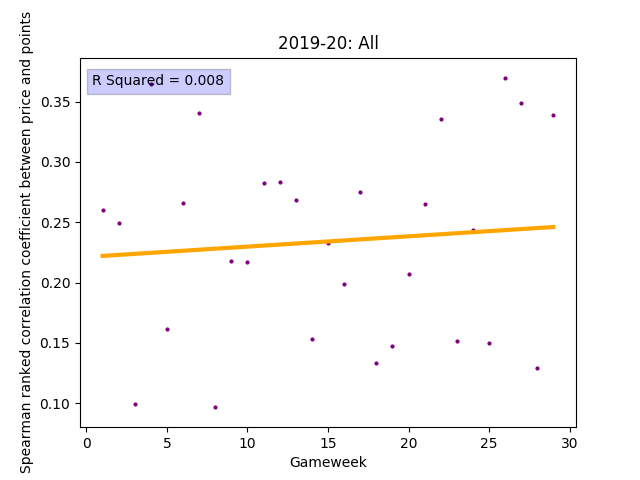 2019-20: All
R Squared = 0.008
Spearman ranked correlation coefficient between price and points
0.35
0.30
0.25
0.20
0.15
0.10
0 5 10 15 20 25 30
Gameweek